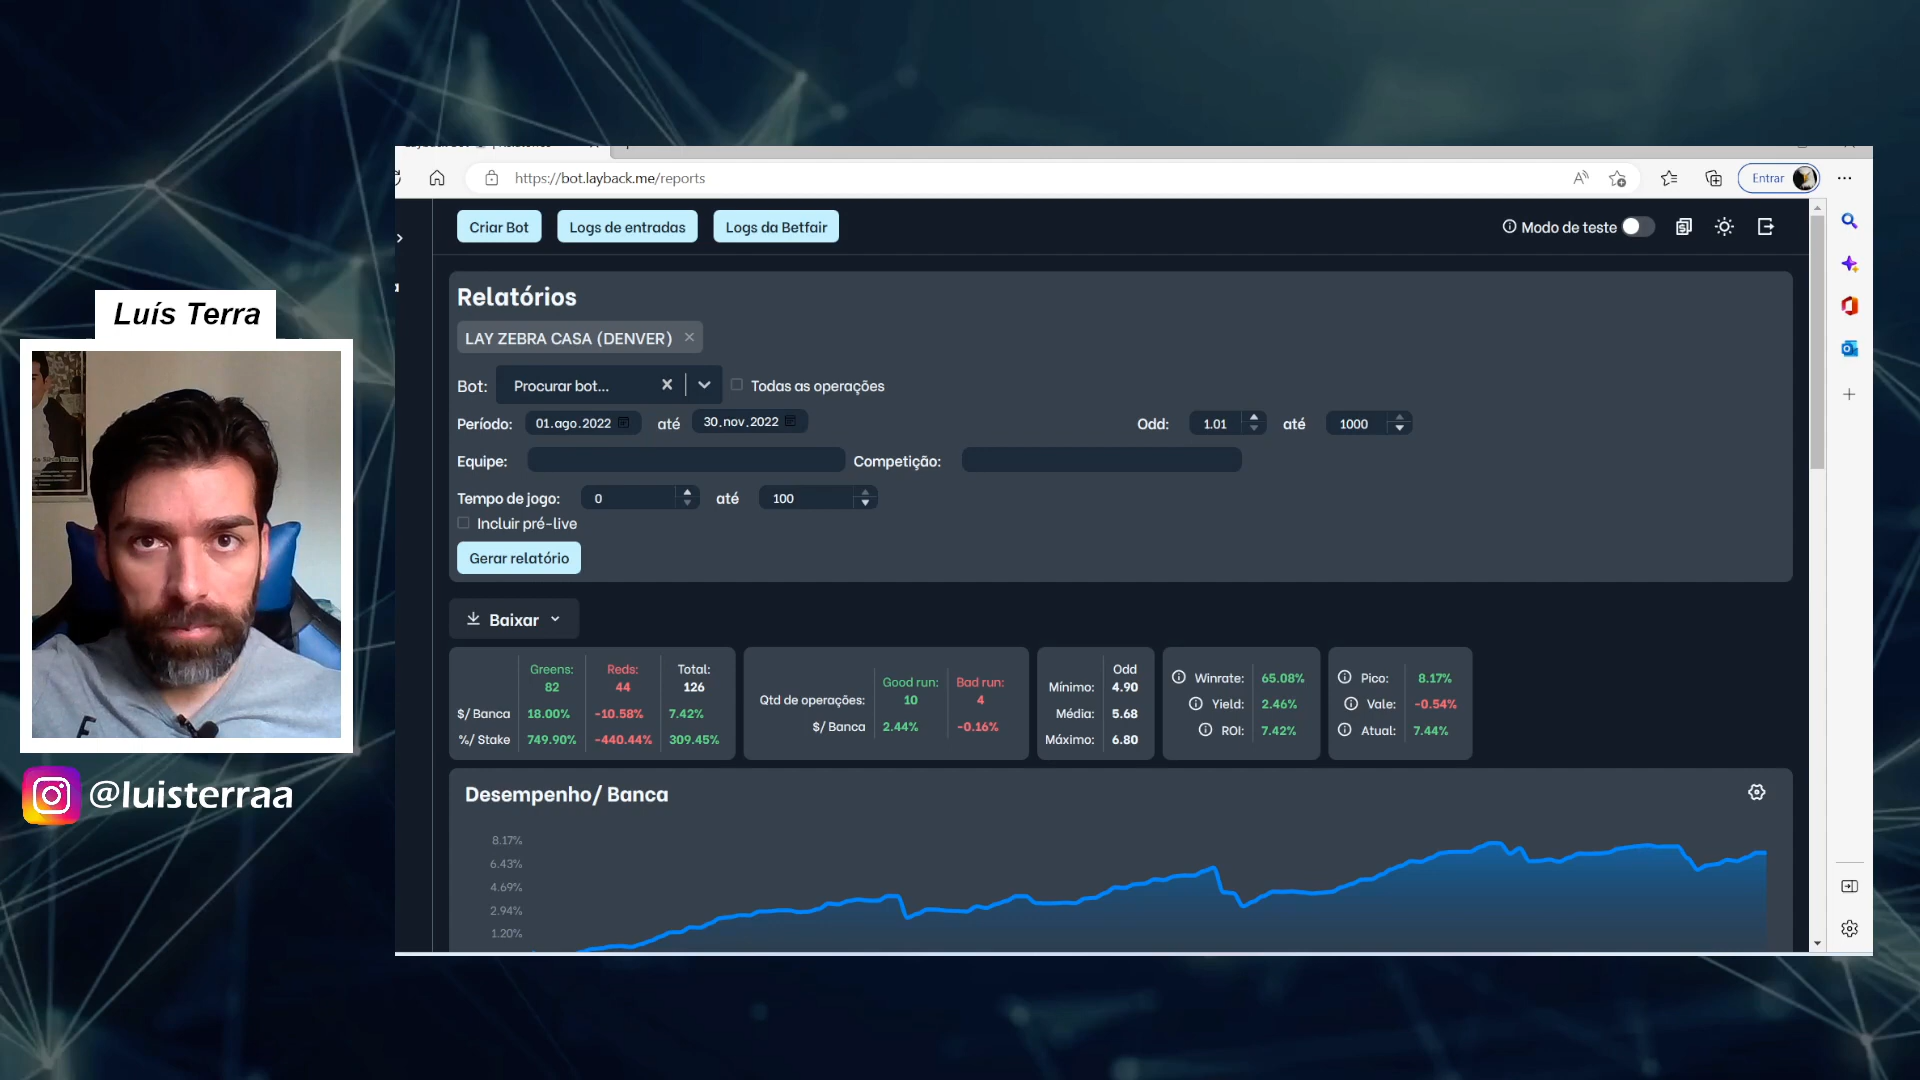 https://bot.layback.me/reports
Entrar
Criar Bot
Logs de entradas
Logs da Betfair
Modo de teste
Relatórios
LAY ZEBRA CASA (DENVER)
Bot: Procurar bot... Todas as operações
Período: 01.ago.2022 até 30.nov.2022
Odd: 1.01 até 1000
Equipe:
Competição:
Tempo de jogo: 0 até 100
Incluir pré-live
Gerar relatório
Baixar
Greens: Reds: Total:
82 44 126
$/ Banca 18.00% -10.58% 7.42%
%/ Stake 749.90% -440.44% 309.45%
Good run: Bad run:
Qtd de operações: 10 4
$/ Banca 2.44% -0.16%
Odd
Mínimo: 4.90
Média: 5.68
Máximo: 6.80
Winrate: 65.08%
Yield: 2.46%
ROI: 7.42%
Pico: 8.17%
Vale: -0.54%
Atual: 7.44%
Desempenho/ Banca
8.17%
6.43%
4.69%
2.94%
1.20%
Luís Terra
@luisterraa